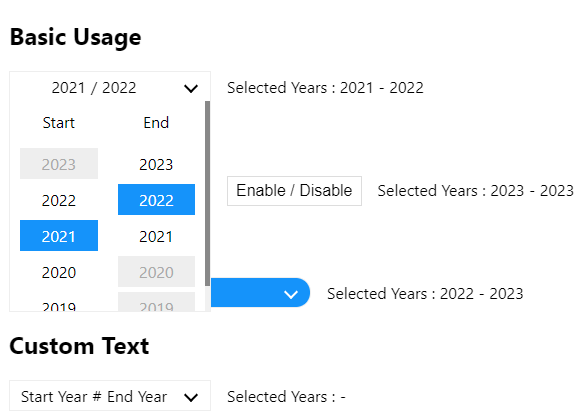 Basic Usage
2021 / 2022 Selected Years : 2021 - 2022
Start End
2023 2023
2022 2022 Enable / Disable Selected Years : 2023 - 2023
2021 2021
2020 2020
2019 2019 Selected Years : 2022 - 2023
Custom Text
Start Year # End Year Selected Years : -